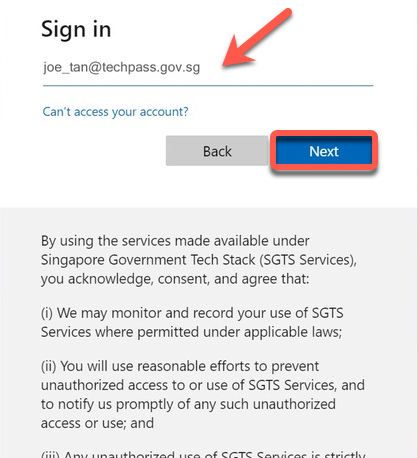 Sign in
joe_tan@techpass.gov.sg
Can't access your account?
Back
Next
By using the services made available under
Singapore Government Tech Stack (SGTS Services),
you acknowledge, consent, and agree that:
(i) We may monitor and record your use of SGTS
Services where permitted under applicable laws;
(ii) You will use reasonable efforts to prevent
unauthorized access to or use of SGTS Services, and
to notify us promptly of any such unauthorized
access or use; and
(iii) Any unauthorized use of SGTS Services is strictly